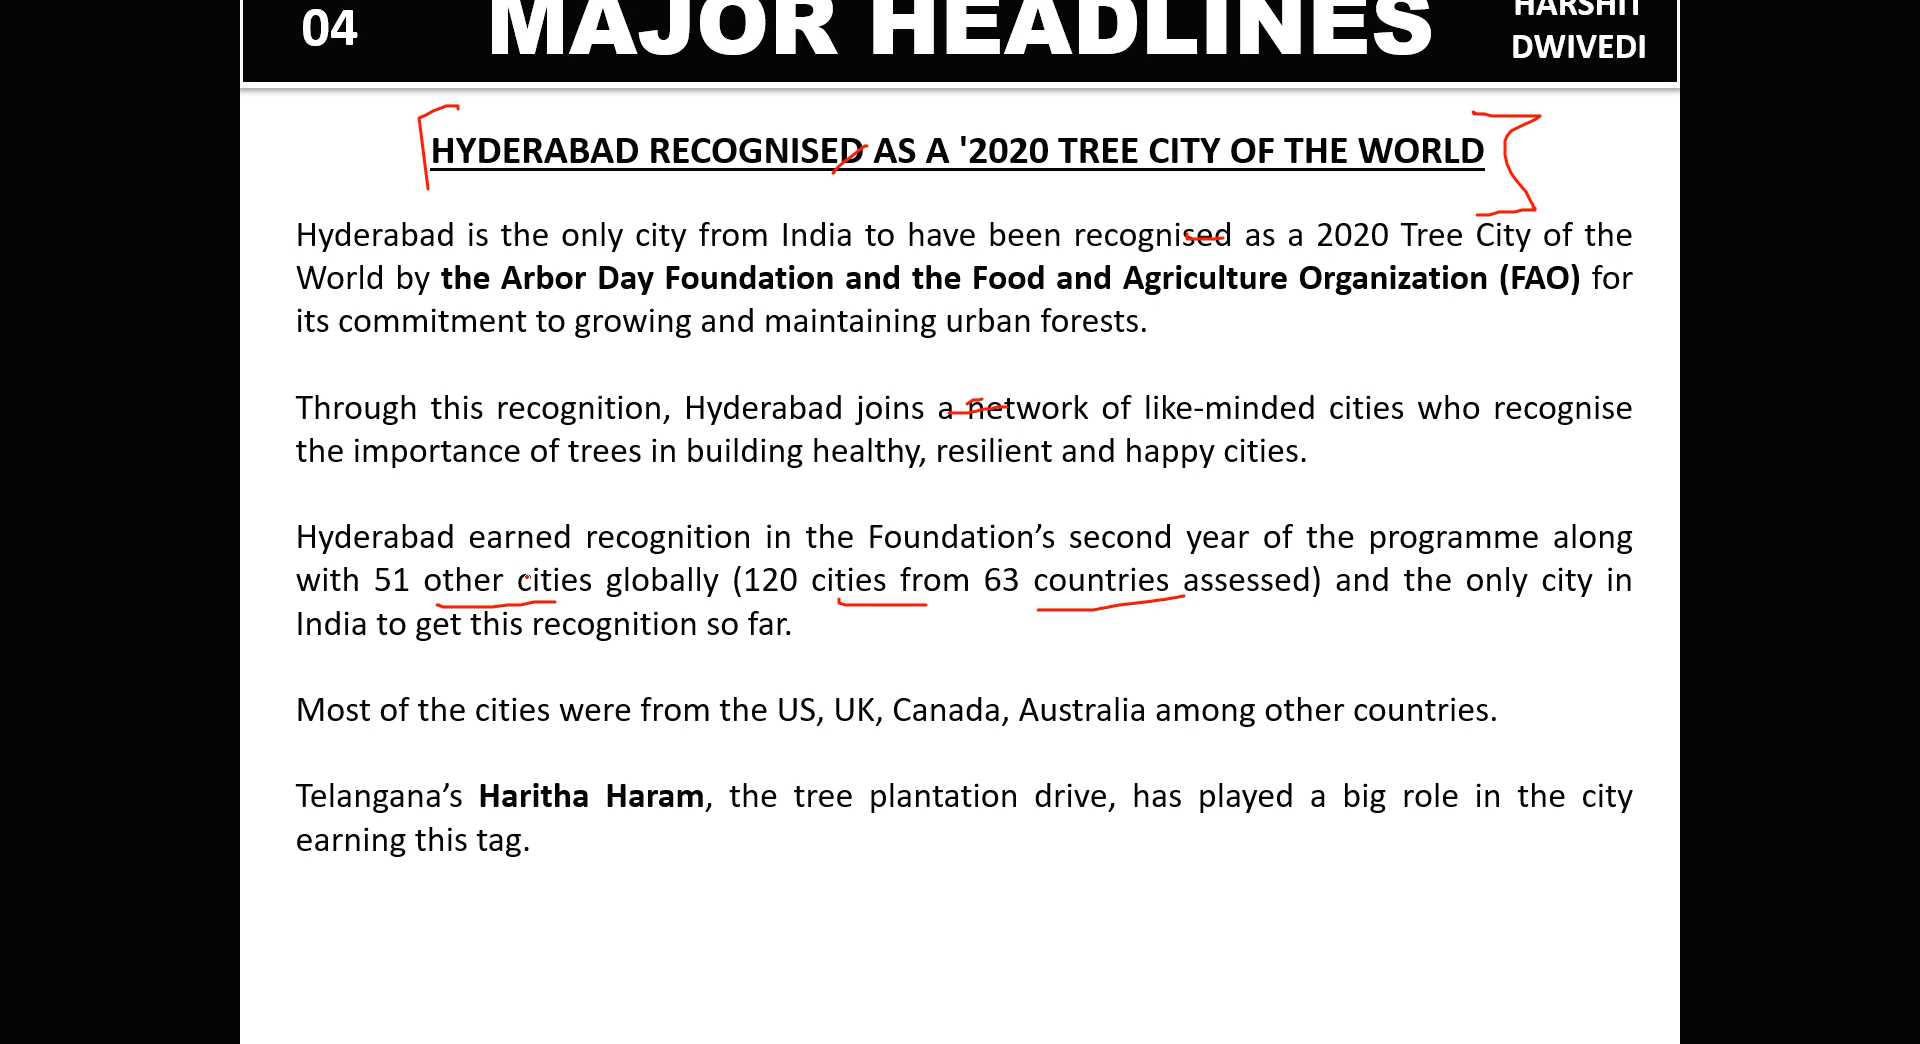 04
MAJOR HEADLINES
HARSHIT
DWIVEDI
HYDERABAD RECOGNISED AS A '2020 TREE CITY OF THE WORLD
Hyderabad is the only city from India to have been recognised as a 2020 Tree City of the
World by the Arbor Day Foundation and the Food and Agriculture Organization (FAO) for
its commitment to growing and maintaining urban forests.
Through this recognition, Hyderabad joins a network of like-minded cities who recognise
the importance of trees in building healthy, resilient and happy cities.
Hyderabad earned recognition in the Foundation’s second year of the programme along
with 51 other cities globally (120 cities from 63 countries assessed) and the only city in
India to get this recognition so far.
Most of the cities were from the US, UK, Canada, Australia among other countries.
Telangana’s Haritha Haram, the tree plantation drive, has played a big role in the city
earning this tag.